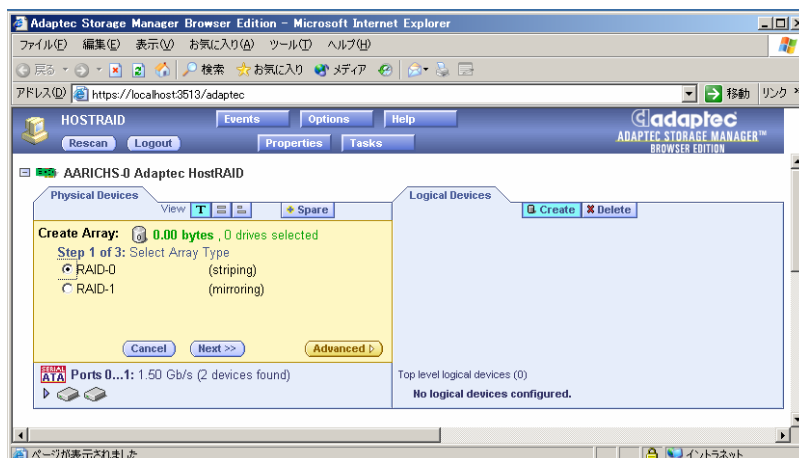 Adaptec Storage Manager Browser Edition - Microsoft Internet Explorer
ファイル(F) 編集(E) 表示(V) お気に入り(A) ツール(T) ヘルプ(H)
戻る 検索 お気に入り メディア
アドレス(D) https://localhost:3513/adaptec 移動 リンク »
HOSTRAID Events Options Help
Rescan Logout Properties Tasks
adaptec
ADAPTEC STORAGE MANAGER™
BROWSER EDITION
AARICHS-0 Adaptec HostRAID
Physical Devices
View T + Spare
Create Array: 0.00 bytes , 0 drives selected
Step 1 of 3: Select Array Type
RAID-0 (striping)
RAID-1 (mirroring)
Cancel Next >> Advanced
SERIAL ATA Ports 0...1: 1.50 Gb/s (2 devices found)
Logical Devices
Create Delete
Top level logical devices (0)
No logical devices configured.
ページが表示されました イントラネット